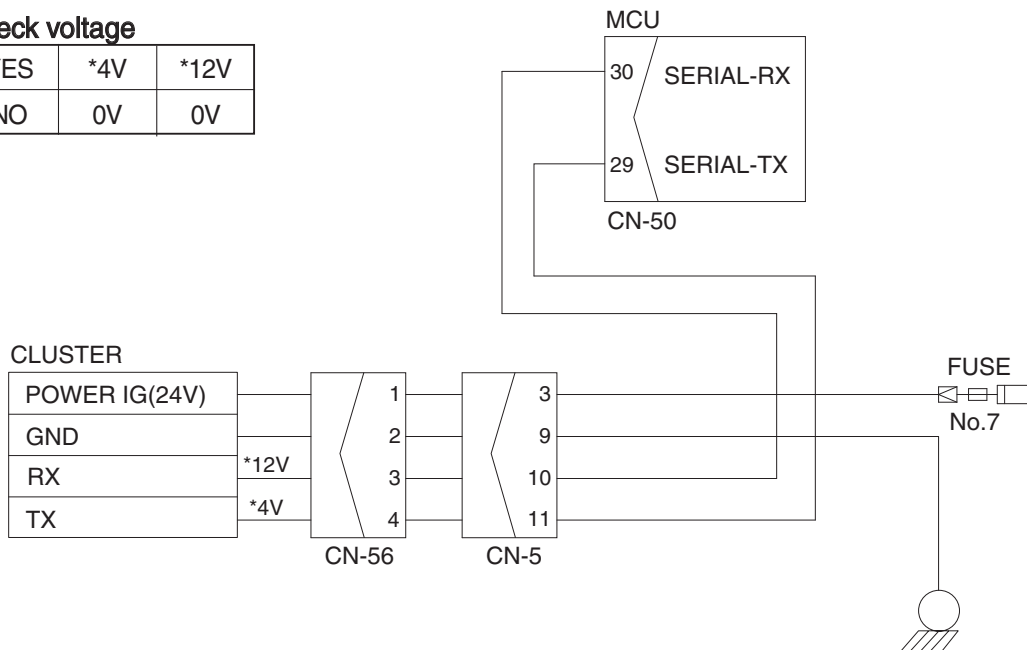 eck voltage
ES *4V *12V
NO 0V 0V
MCU
30 SERIAL-RX
29 SERIAL-TX
CN-50
CLUSTER
POWER IG(24V) 1 3
GND 2 9
RX *12V 3 10
TX *4V 4 11
CN-56 CN-5
FUSE
No.7